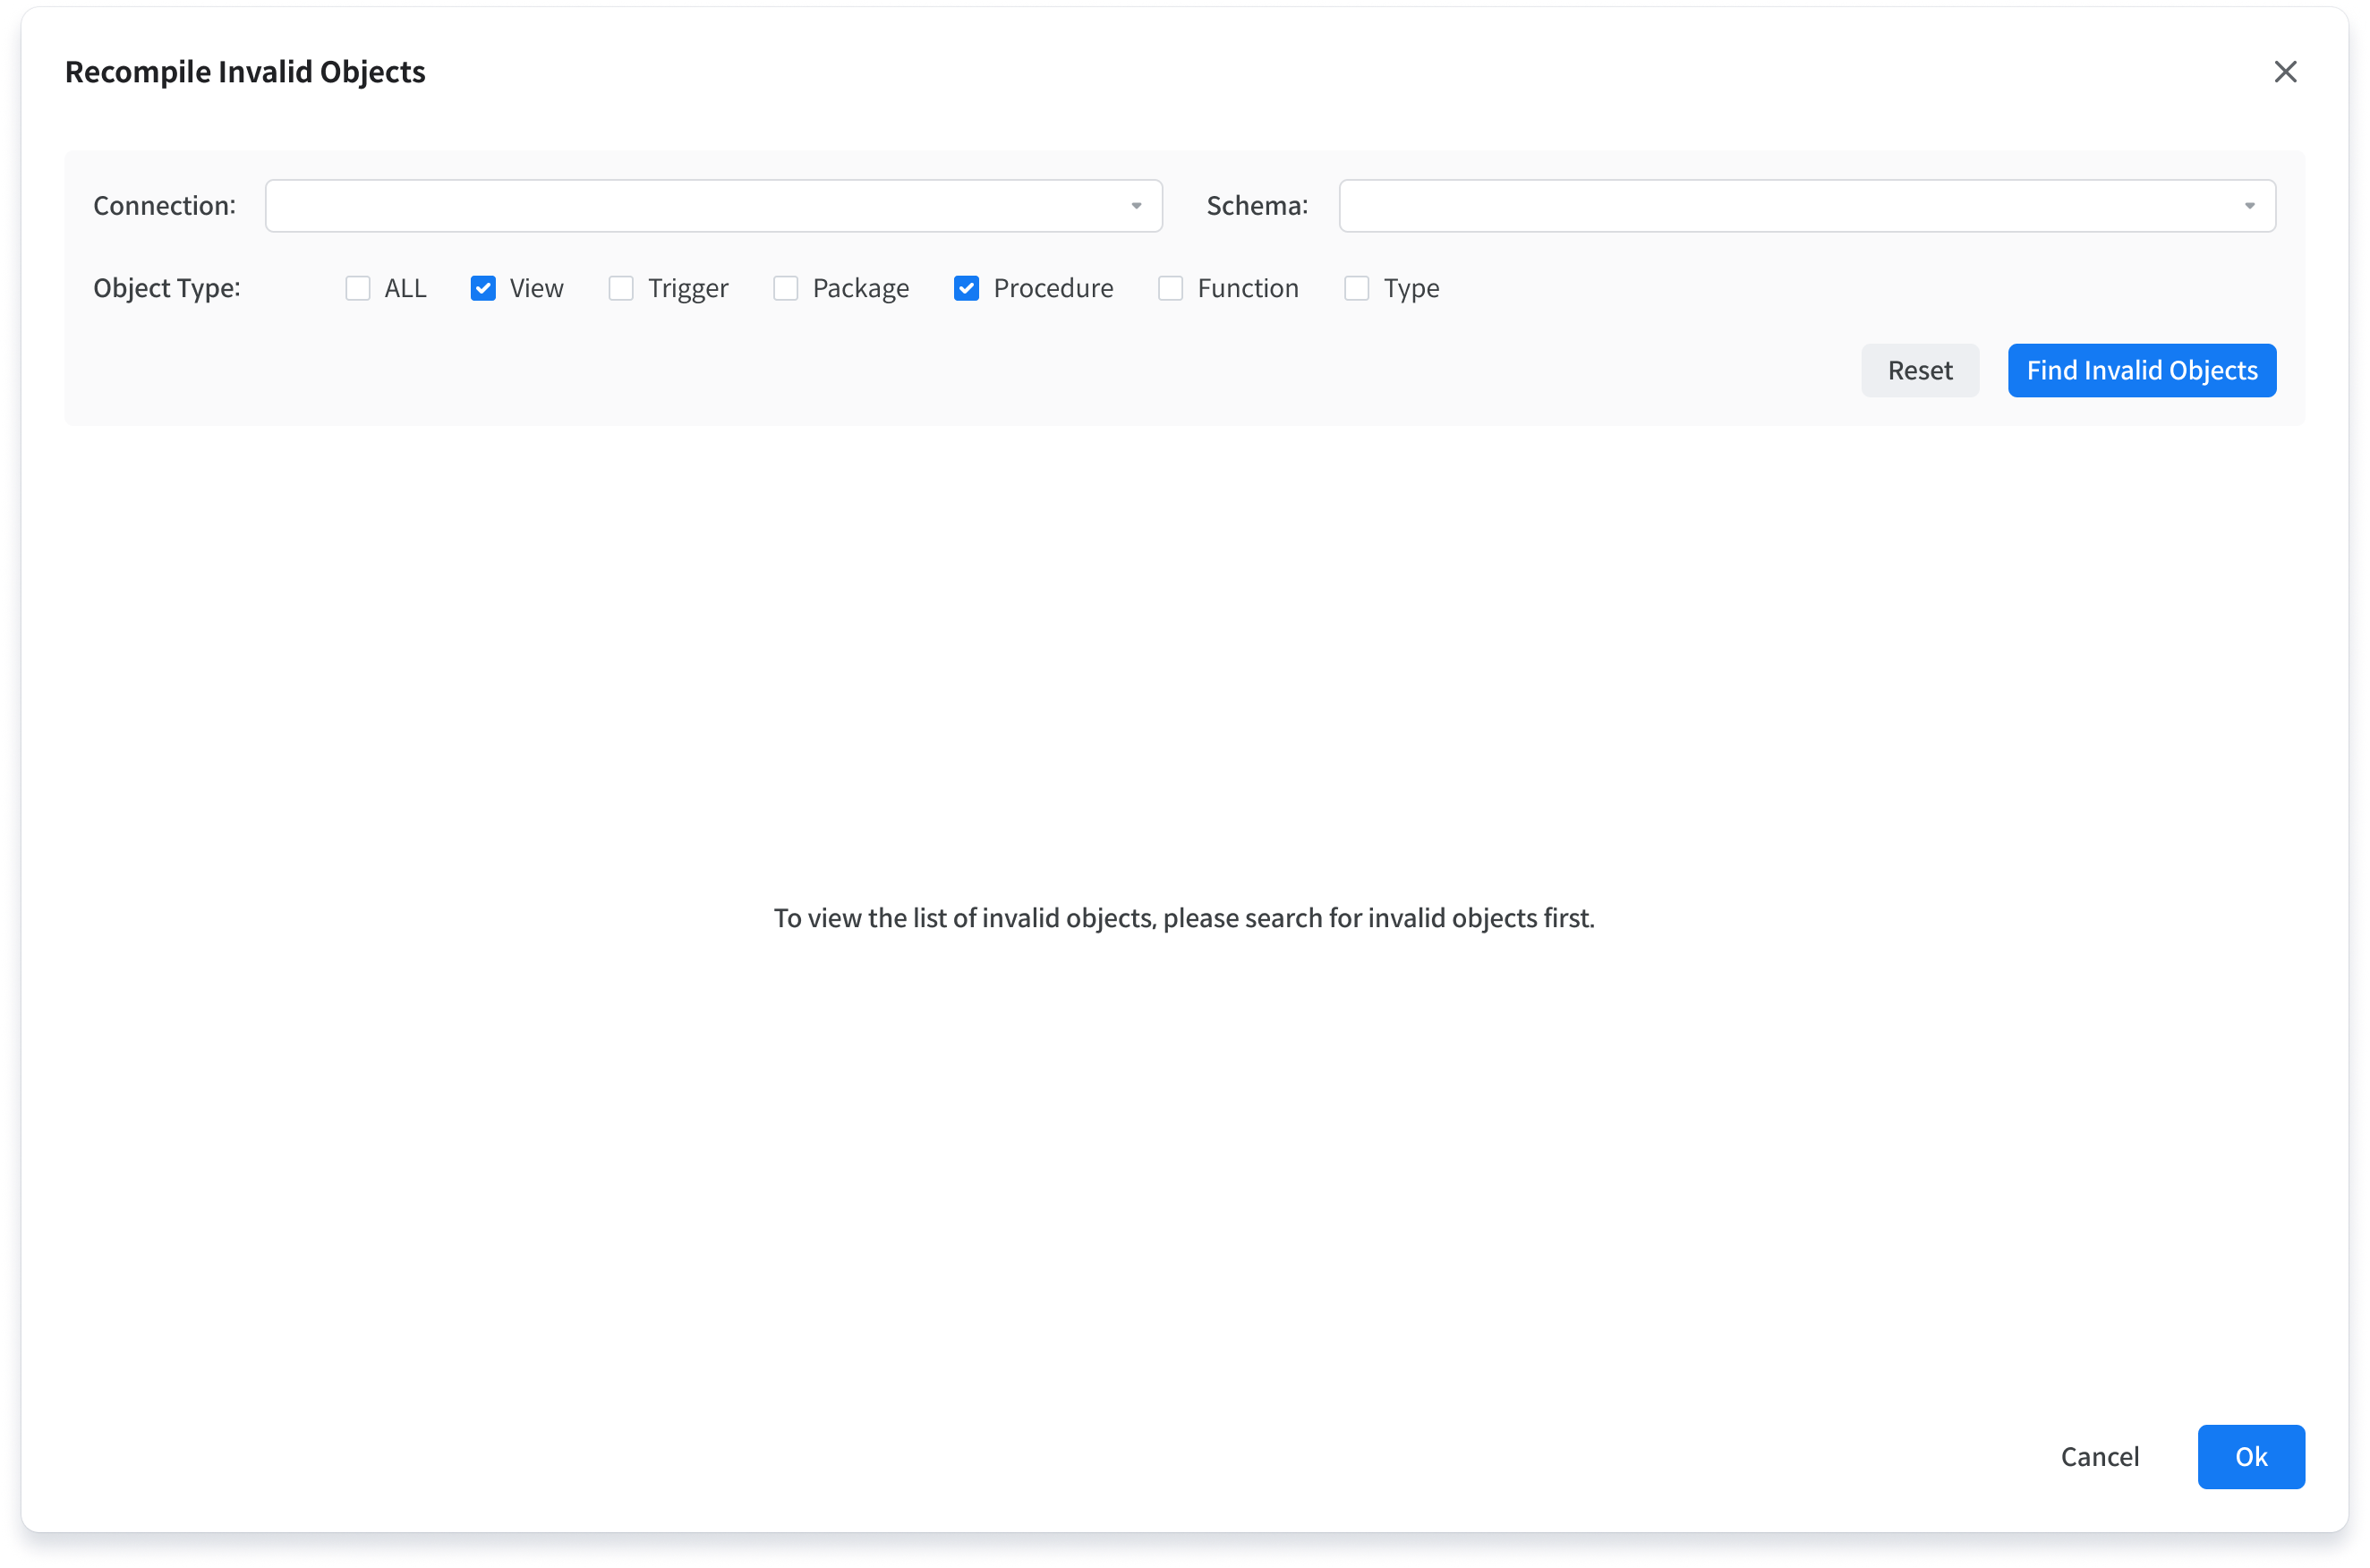 Recompile Invalid Objects
Connection: Schema:
Object Type: ALL View Trigger Package Procedure Function Type
Reset Find Invalid Objects
To view the list of invalid objects, please search for invalid objects first.
Cancel Ok